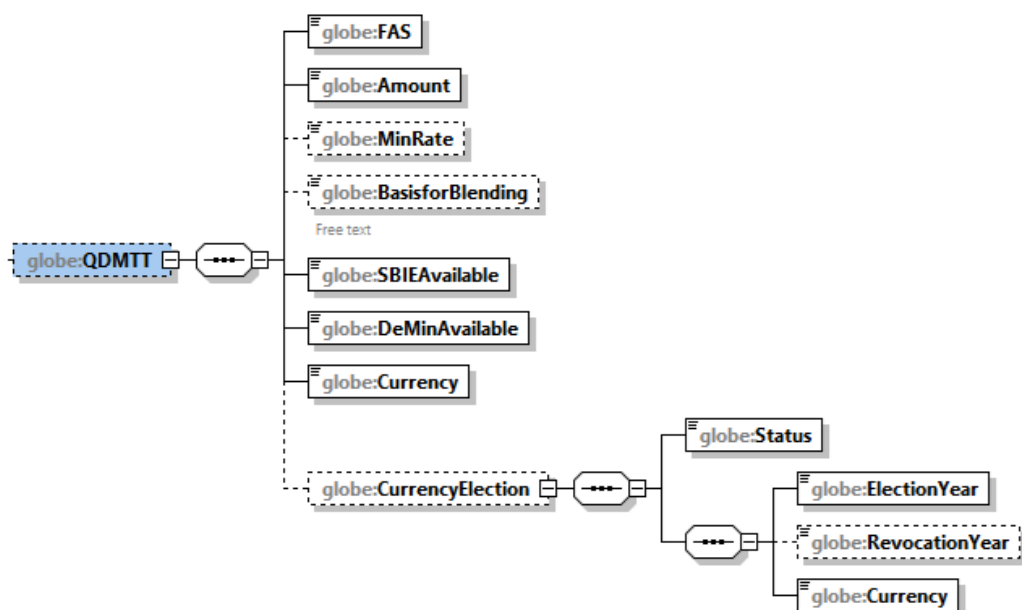 globe:FAS
globe:Amount
globe:MinRate
globe:BasisforBlending
Free text
globe:QDMTT
globe:SBIEAvailable
globe:DeMinAvailable
globe:Currency
globe:Status
globe:CurrencyElection
globe:ElectionYear
globe:RevocationYear
globe:Currency